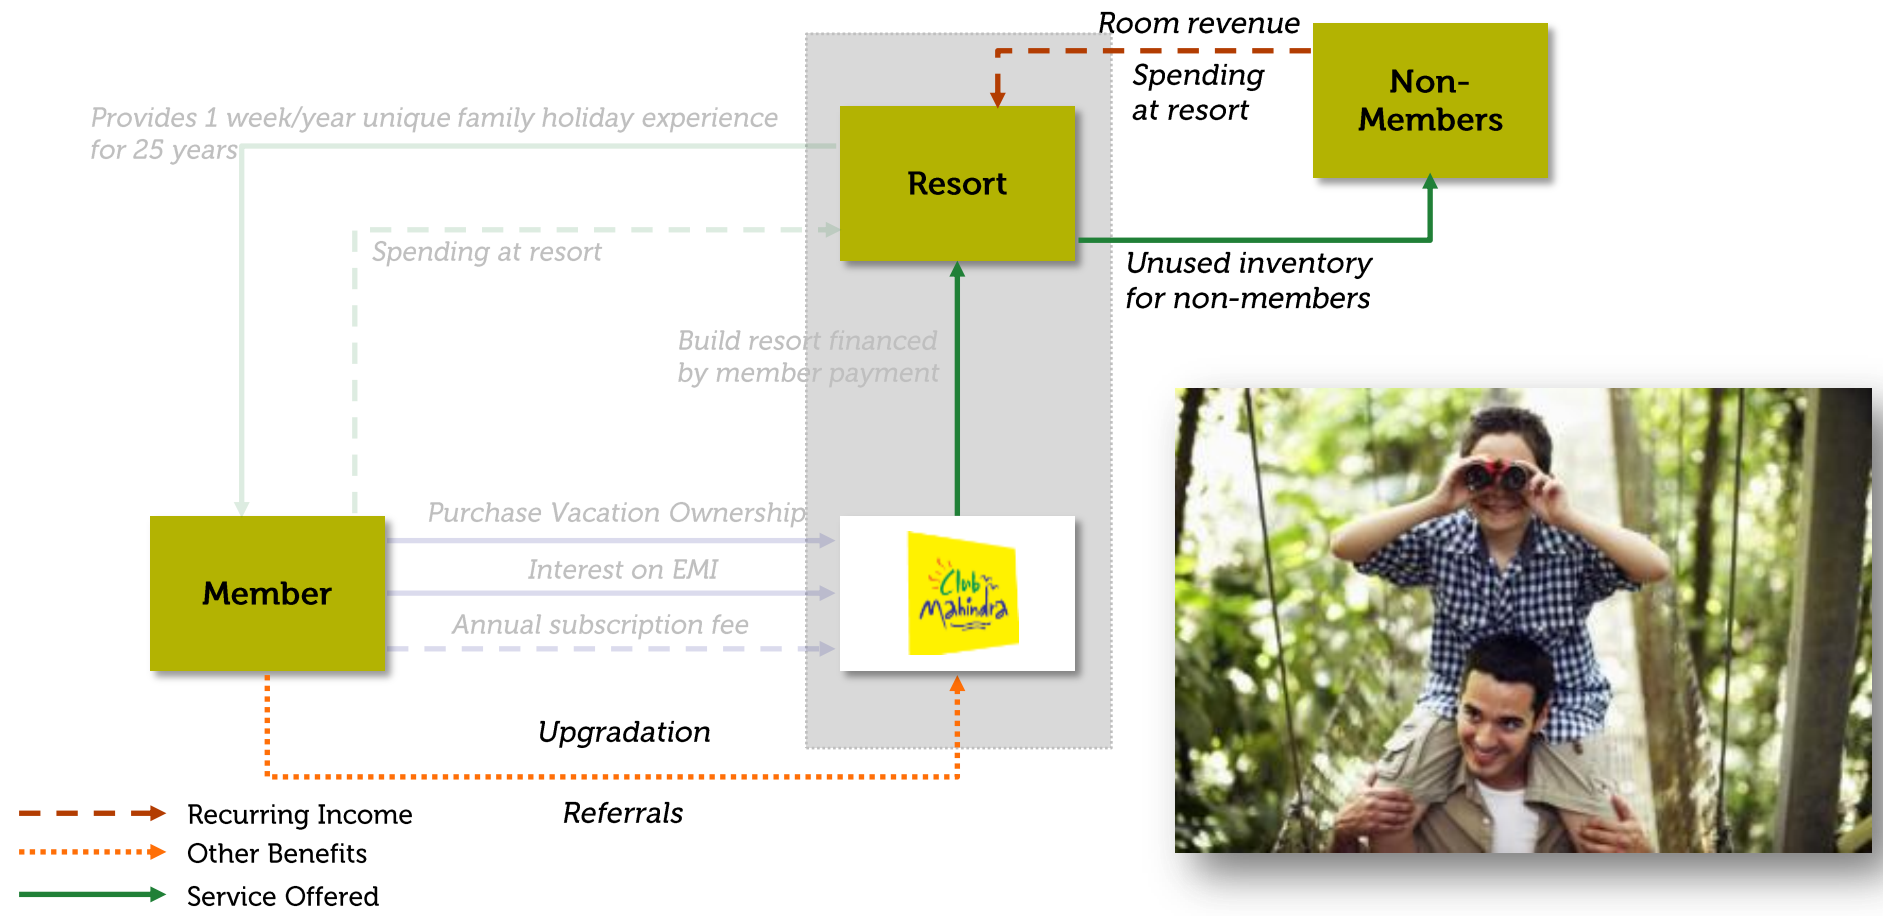 Room revenue
Non-
Members
Spending
at resort
Provides 1 week/year unique family holiday experience
for 25 years
Resort
Spending at resort
Unused inventory
for non-members
Build resort financed
by member payment
Purchase Vacation Ownership
Member
Interest on EMI
Annual subscription fee
Club
Mahindra
Upgradation
Referrals
Recurring Income
Other Benefits
Service Offered